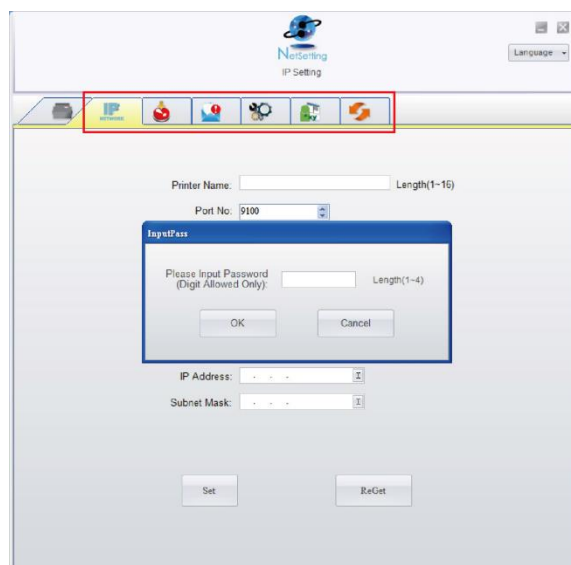 NetSetting
IP Setting
Language
IP
NETWORK
Printer Name:
Length(1~16)
Port No: 9100
InputPass
Please Input Password
(Digit Allowed Only):
Length(1~4)
OK
Cancel
IP Address:
Subnet Mask:
Set
ReGet